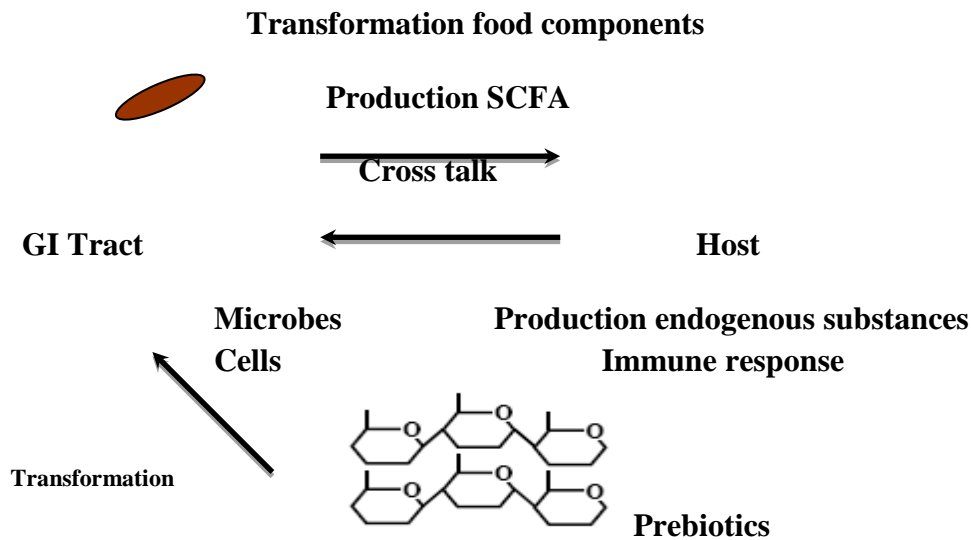 Transformation food components
Production SCFA
Cross talk
GI Tract
Host
Microbes
Cells
Production endogenous substances
Immune response
O
O
O
O
O
O
Transformation
Prebiotics